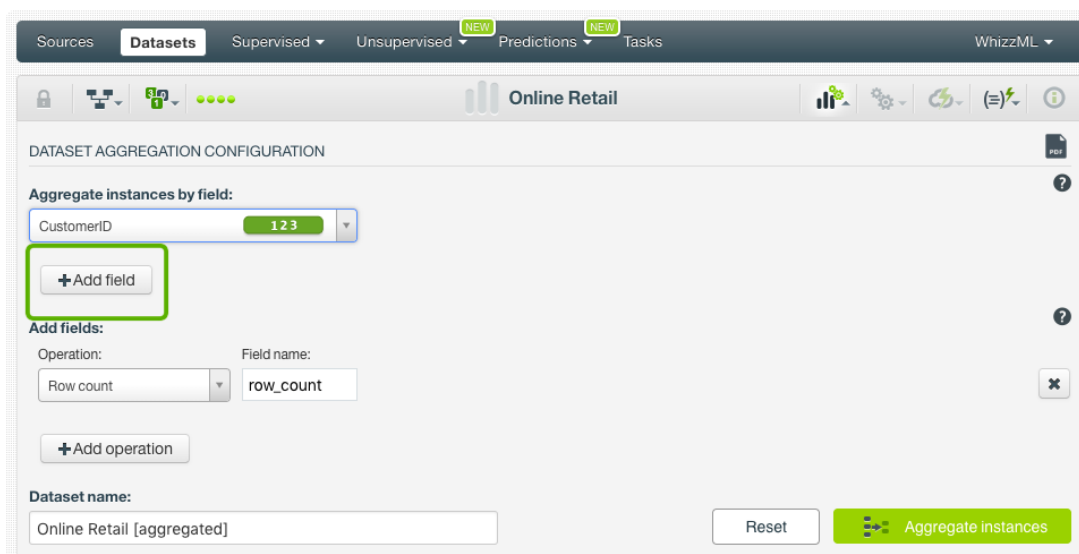 NEW NEW
Sources Datasets Supervised Unsupervised Predictions Tasks WhizzML
Online Retail
DATASET AGGREGATION CONFIGURATION
PDF
Aggregate instances by field:
?
CustomerID 123
+Add field
Add fields:
?
Operation: Field name:
Row count row_count
+Add operation
Dataset name:
Online Retail [aggregated] Reset Aggregate instances